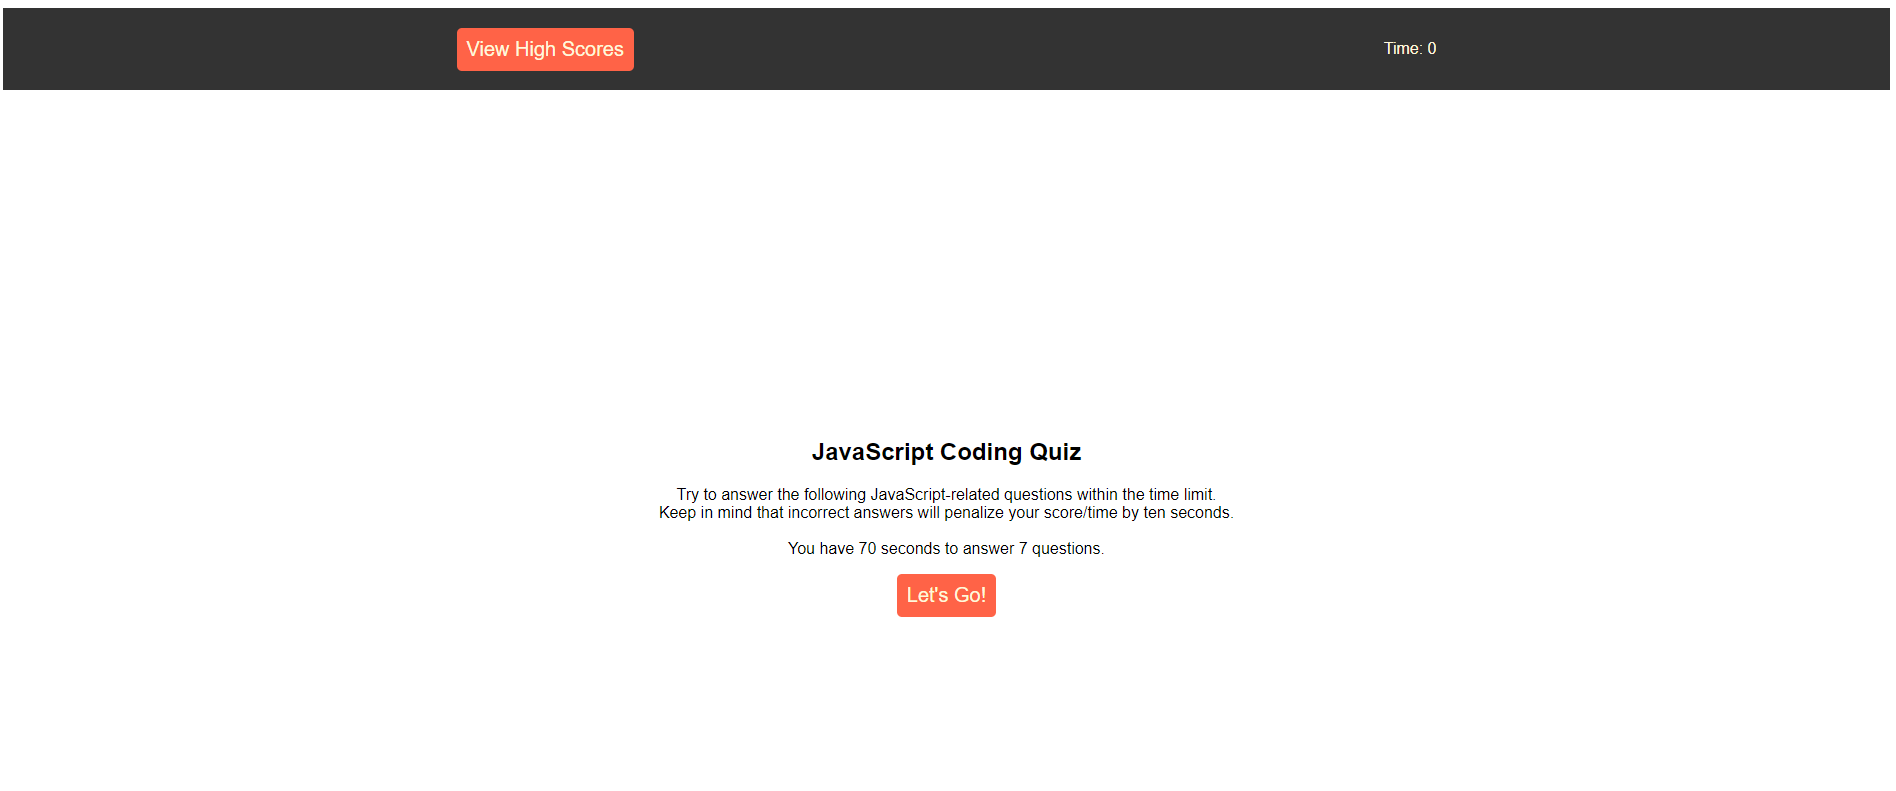 View High Scores
Time: 0
JavaScript Coding Quiz
Try to answer the following JavaScript-related questions within the time limit.
Keep in mind that incorrect answers will penalize your score/time by ten seconds.
You have 70 seconds to answer 7 questions.
Let's Go!